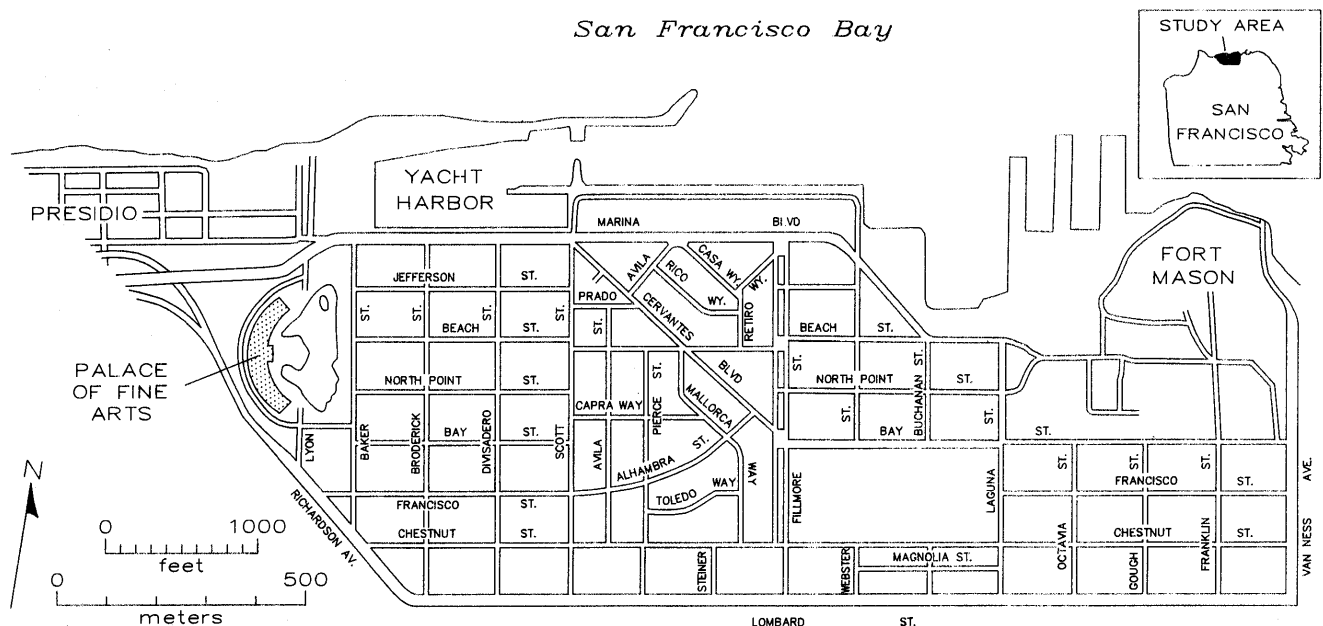 San Francisco Bay
STUDY AREA
SAN
FRANCISCO
YACHT
HARBOR
PRESIDIO
MARINA BLVD
FORT
MASON
AVILA
RICO
WY.
CASA WY.
RETIRO
WY.
JEFFERSON ST.
PRADO
ST.
CERVANTES
BLVD
ST.
ST.
ST.
ST.
BEACH ST.
BEACH ST.
PALACE
OF FINE
ARTS
NORTH POINT ST.
NORTH POINT ST.
ST.
ST.
ST.
ST.
CAPRA WAY
PIERCE
MALLORCA
WAY
BUCHANAN ST.
LYON
BAKER
BRODERICK
DIVISADERO
SCOTT
BAY ST.
BAY ST.
AVILA
ALHAMBRA ST.
TOLEDO WAY
FILLMORE
LAGUNA
ST.
ST.
ST.
FRANCISCO ST.
FRANCISCO ST.
CHESTNUT ST.
CHESTNUT ST.
RICHARDSON AV.
STEINER
WEBSTER
MAGNOLIA ST.
OCTAVIA
GOUGH
FRANKLIN
VAN NESS AVE.
LOMBARD ST.
N
0 1000
feet
0 500
meters